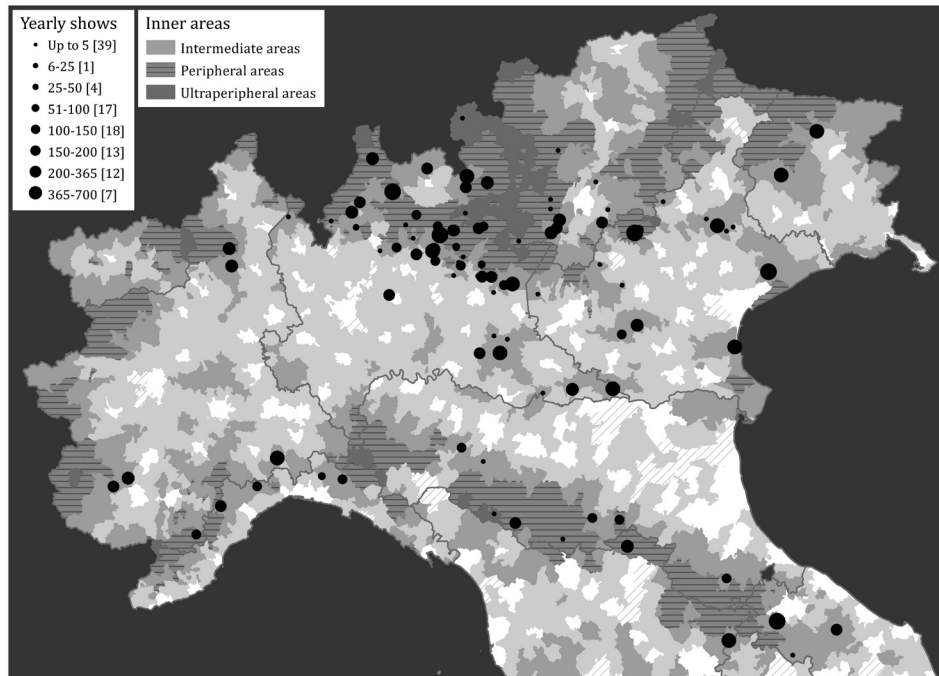 Yearly shows
Up to 5 [39]
6-25 [1]
25-50 [4]
51-100 [17]
100-150 [18]
150-200 [13]
200-365 [12]
365-700 [7]
Inner areas
Intermediate areas
Peripheral areas
Ultraperipheral areas